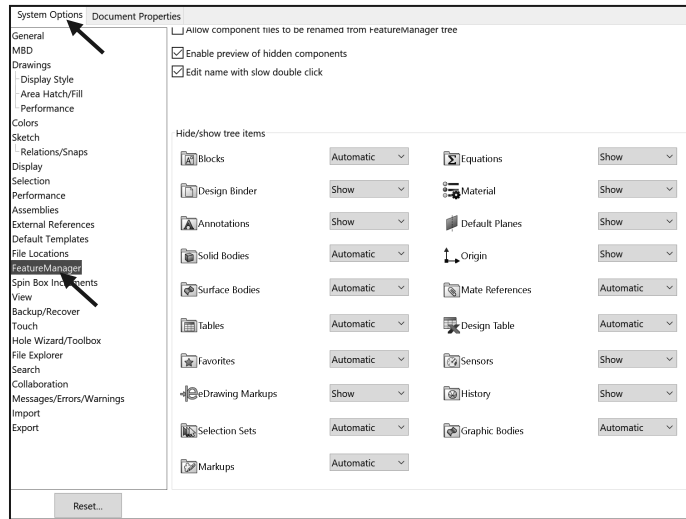 System Options
Document Properties
General
MBD
Drawings
Display Style
Area Hatch/Fill
Performance
Colors
Sketch
Relations/Snaps
Display
Selection
Performance
Assemblies
External References
Default Templates
File Locations
FeatureManager
Spin Box Increments
View
Backup/Recover
Touch
Hole Wizard/Toolbox
File Explorer
Search
Collaboration
Messages/Errors/Warnings
Import
Export
Reset...
Allow component files to be renamed from FeatureManager tree
Enable preview of hidden components
Edit name with slow double click
Hide/show tree items
Blocks Automatic Equations Show
Design Binder Show Material Show
Annotations Show Default Planes Show
Solid Bodies Automatic Origin Show
Surface Bodies Automatic Mate References Automatic
Tables Automatic Design Table Automatic
Favorites Automatic Sensors Show
eDrawing Markups Show History Show
Selection Sets Automatic Graphic Bodies Automatic
Markups Automatic